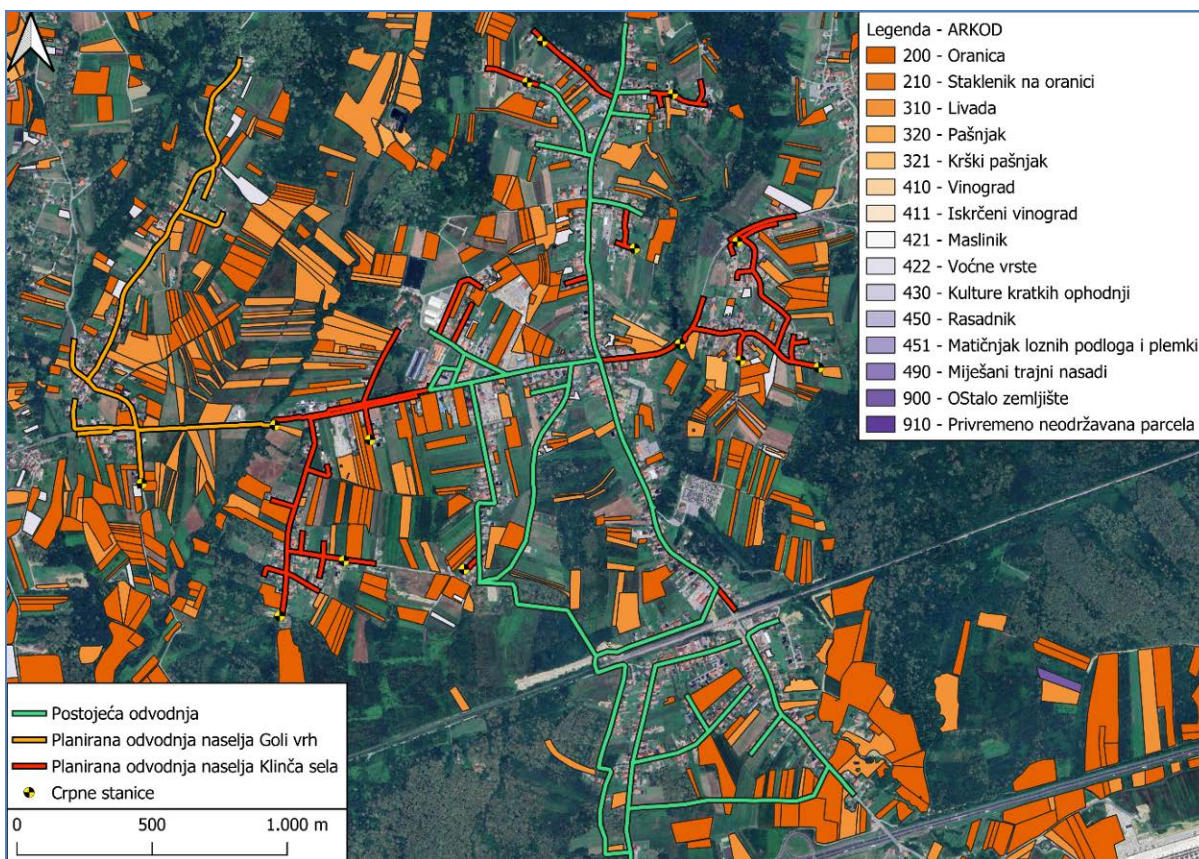 Legenda - ARKOD
200 - Oranica
210 - Staklenik na oranici
310 - Livada
320 - Pašnjak
321 - Krški pašnjak
410 - Vinograd
411 - Iskrčeni vinograd
421 - Maslinik
422 - Voćne vrste
430 - Kulture kratkih ophodnji
450 - Rasadnik
451 - Matičnjak loznih podloga i plemki
490 - Miješani trajni nasadi
900 - OStalo zemljište
910 - Privremeno neodržavana parcela
Postojeća odvodnja
Planirana odvodnja naselja Goli vrh
Planirana odvodnja naselja Klinča sela
Crpne stanice
0 500 1.000 m